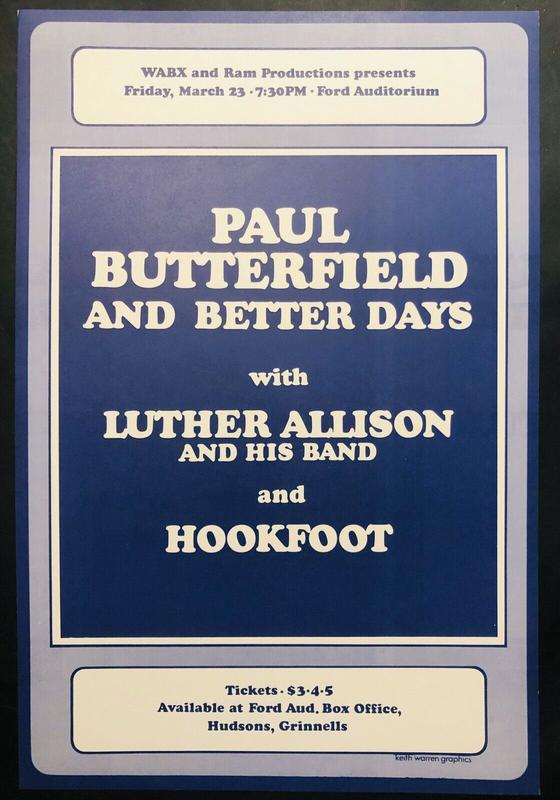 WABX and Ram Productions presents
Friday, March 23 · 7:30PM · Ford Auditorium
PAUL
BUTTERFIELD
AND BETTER DAYS
with
LUTHER ALLISON
AND HIS BAND
and
HOOKFOOT
Tickets · $3·4·5
Available at Ford Aud. Box Office,
Hudsons, Grinnells
keith warren graphics